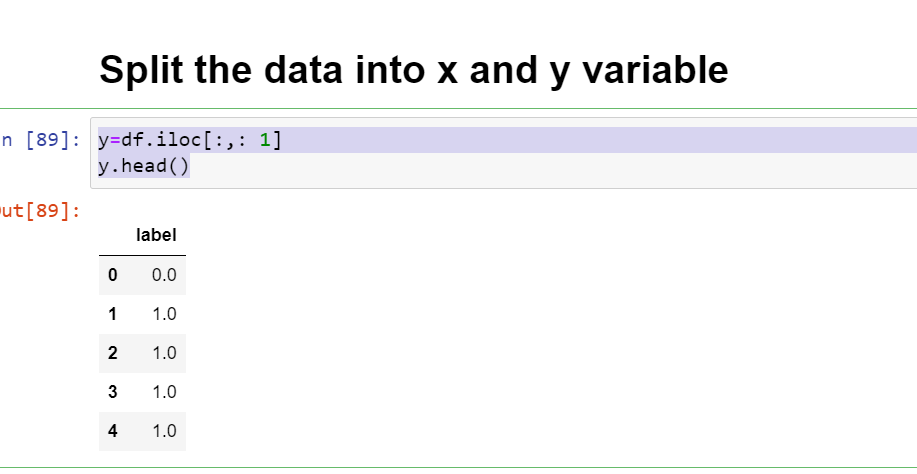 Split the data into x and y variable
n [89]: y=df.iloc[:,: 1]
y.head()
ut[89]:
label
0 0.0
1 1.0
2 1.0
3 1.0
4 1.0